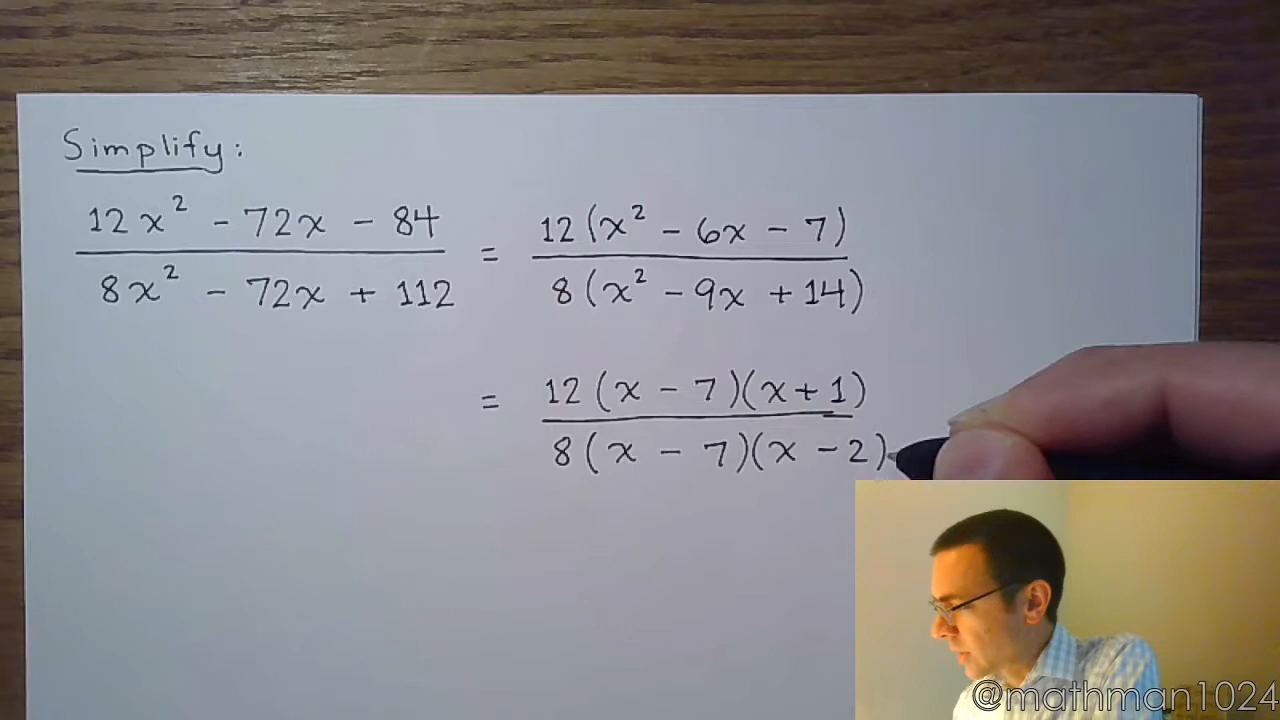 Simplify:
12x² - 72x - 84 = 12(x² - 6x - 7)
8x² - 72x + 112 8(x² - 9x + 14)
= 12(x - 7)(x + 1)
8(x - 7)(x - 2)
@mathman1024